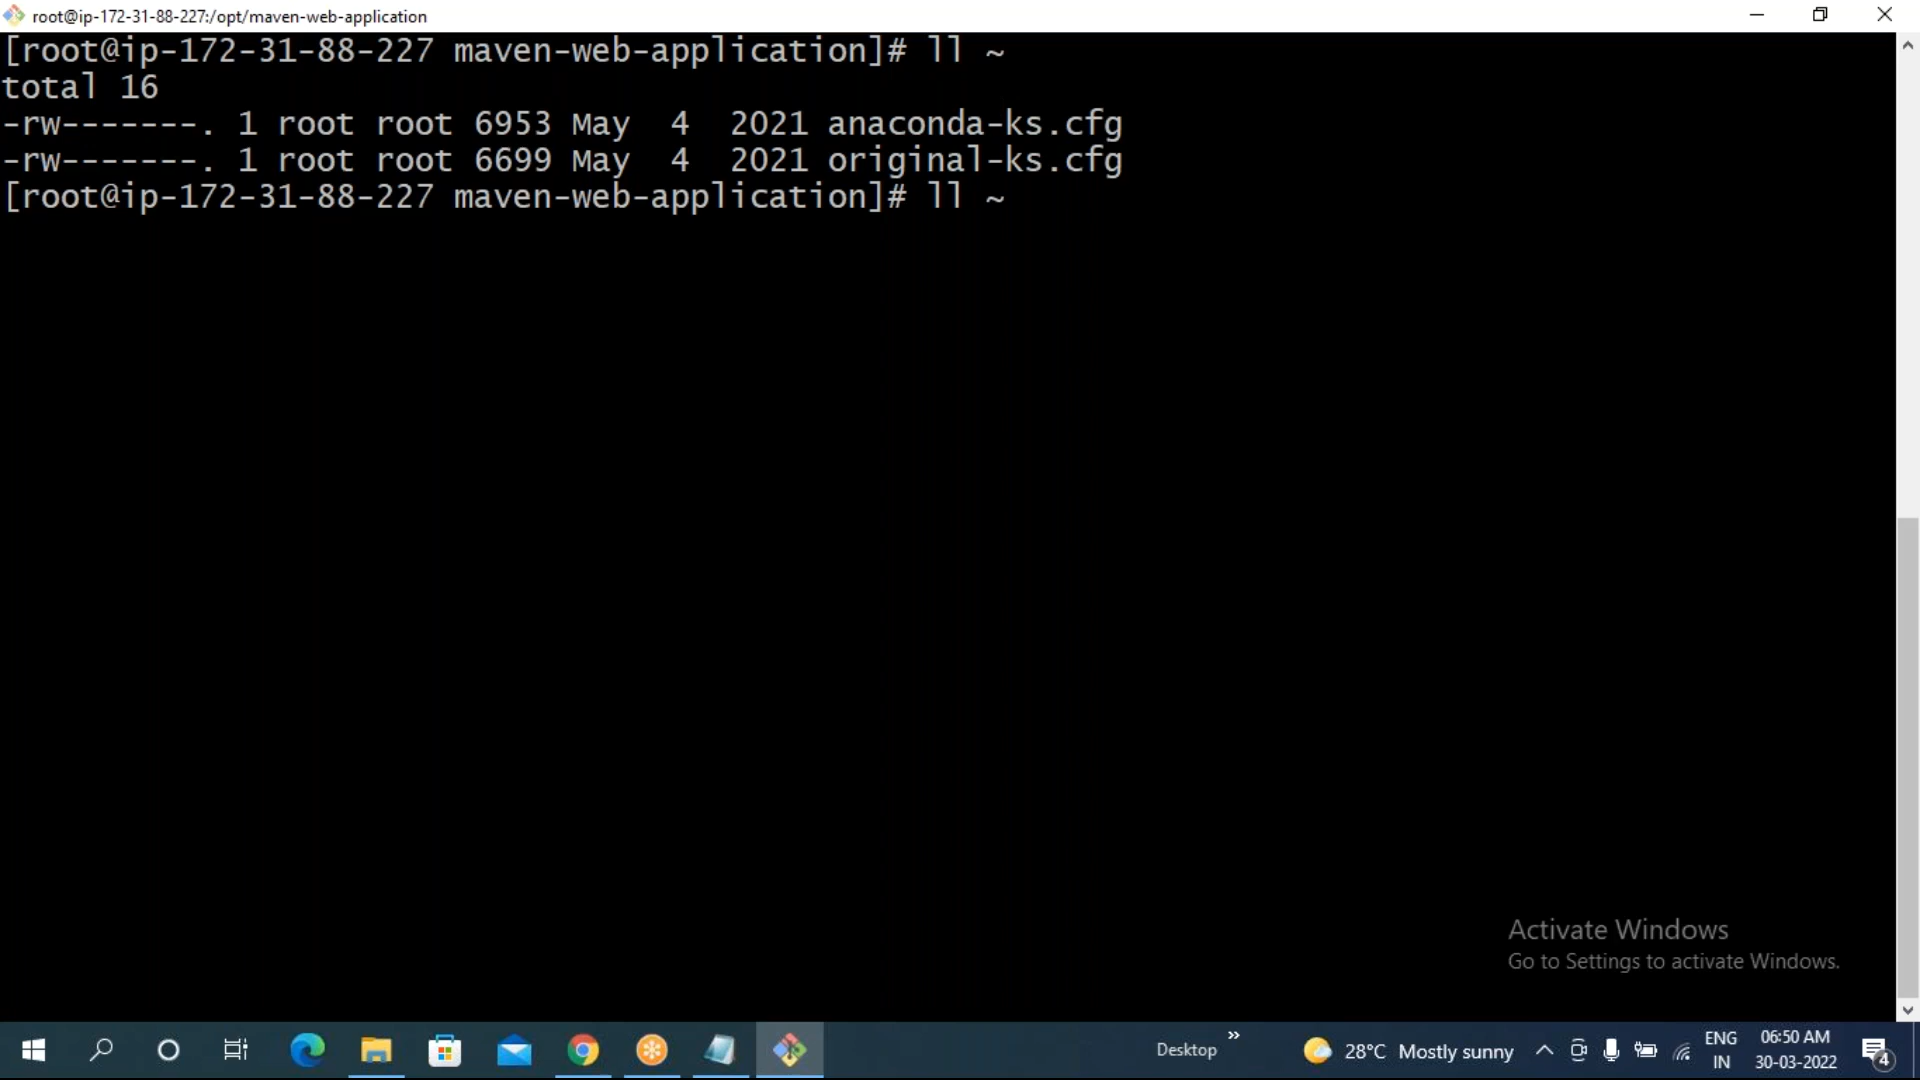 root@ip-172-31-88-227:/opt/maven-web-application
[root@ip-172-31-88-227 maven-web-application]# ll ~
total 16
-rw-------. 1 root root 6953 May  4  2021 anaconda-ks.cfg
-rw-------. 1 root root 6699 May  4  2021 original-ks.cfg
[root@ip-172-31-88-227 maven-web-application]# ll ~
Activate Windows
Go to Settings to activate Windows.
Desktop
28°C Mostly sunny
ENG
IN
06:50 AM
30-03-2022
4